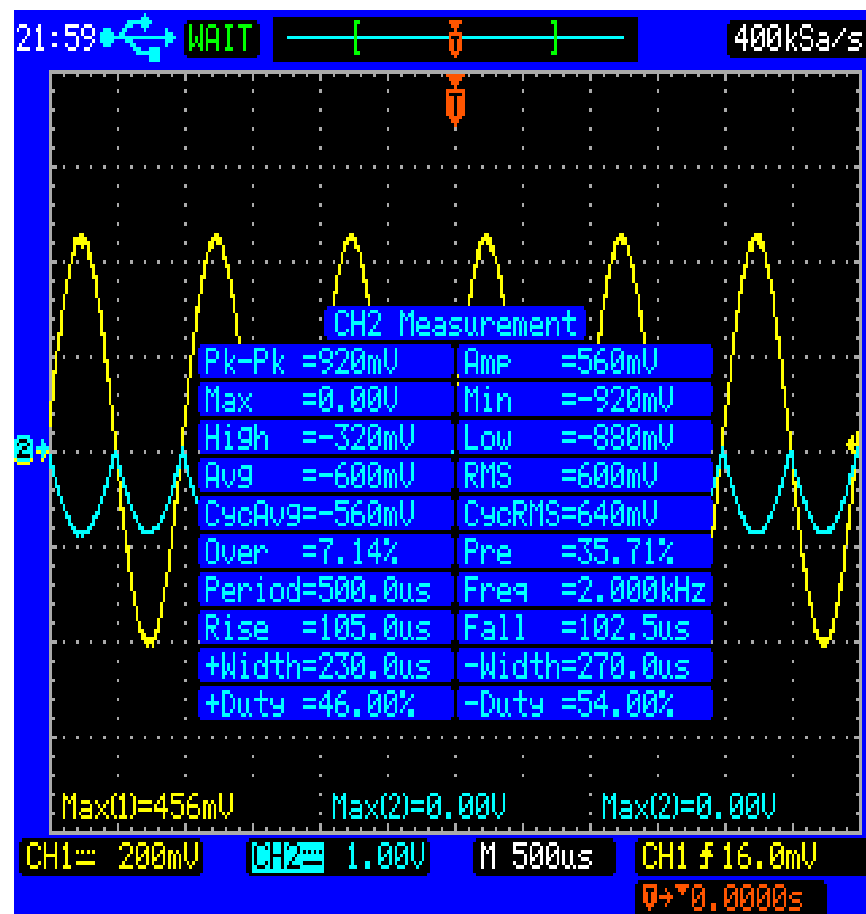 21:59 WAIT T 400kSa/s
T
CH2 Measurement
Pk-Pk =920mV Amp =560mV
Max =0.00V Min =-920mV
High =-320mV Low =-880mV
2
Avg =-600mV RMS =600mV
CycAvg=-560mV CycRMS=640mV
Over =7.14% Pre =35.71%
Period=500.0us Freq =2.000kHz
Rise =105.0us Fall =102.5us
+Width=230.0us -Width=270.0us
+Duty =46.00% -Duty =54.00%
Max(1)=456mV Max(2)=0.00V Max(2)=0.00V
CH1 200mV CH2 1.00V M 500us CH1 16.0mV
T→▼0.0000s